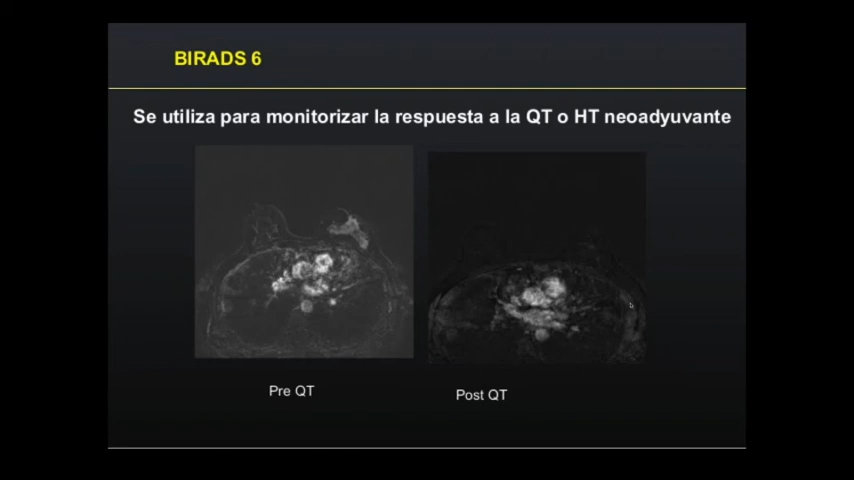 BIRADS 6
Se utiliza para monitorizar la respuesta a la QT o HT neoadyuvante
Pre QT
Post QT